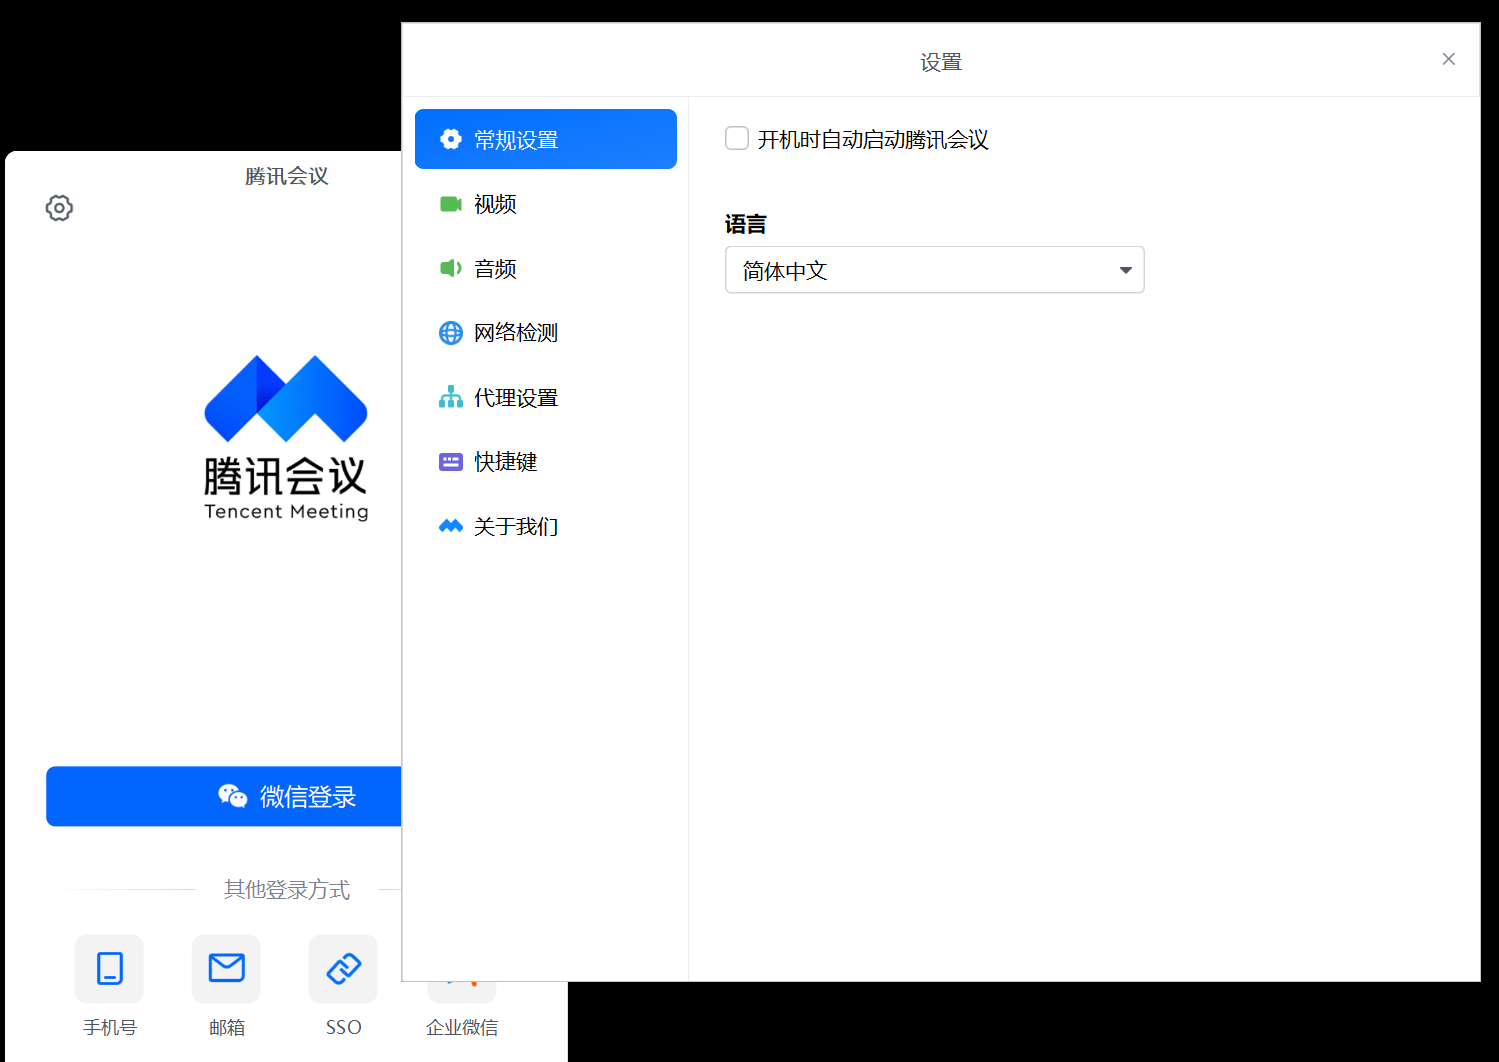 设置
常规设置
视频
音频
网络检测
代理设置
快捷键
关于我们
开机时自动启动腾讯会议
语言
简体中文
腾讯会议
腾讯会议
Tencent Meeting
微信登录
其他登录方式
手机号
邮箱
SSO
企业微信